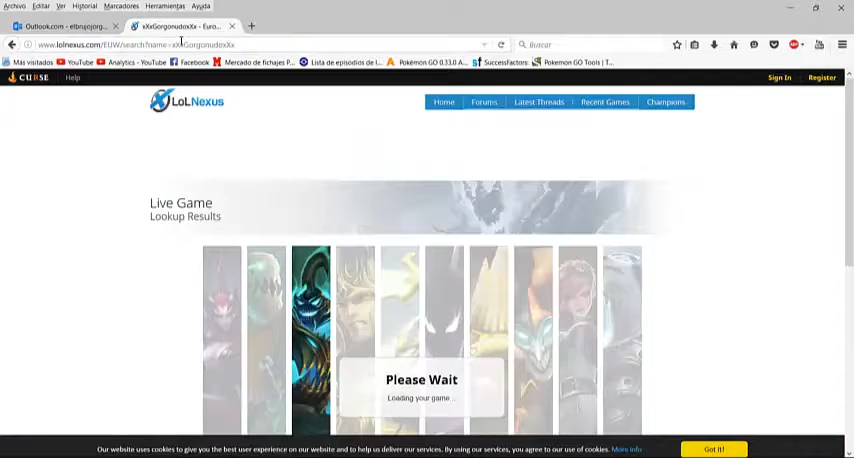 Archivo Editar Ver Historial Marcadores Herramientas Ayuda
Outlook.com - elbrujojorg... xXxGorgonudoxXx - Euro...
www.lolnexus.com/EUW/search?name=xXxGorgonudoxXx Buscar
Más visitados YouTube Analytics - YouTube Facebook Mercado de fichajes P... Lista de episodios de l... Pokémon GO 0.33.0 A... SuccessFactors: Pokemon GO Tools | T...
CURSE Help Sign In Register
LOLNEXUS Home Forums Latest Threads Recent Games Champions
Live Game
Lookup Results
Please Wait
Loading your game...
Our website uses cookies to give you the best user experience on our website and to help us deliver our services. By using our services, you agree to our use of cookies. More info Got It!